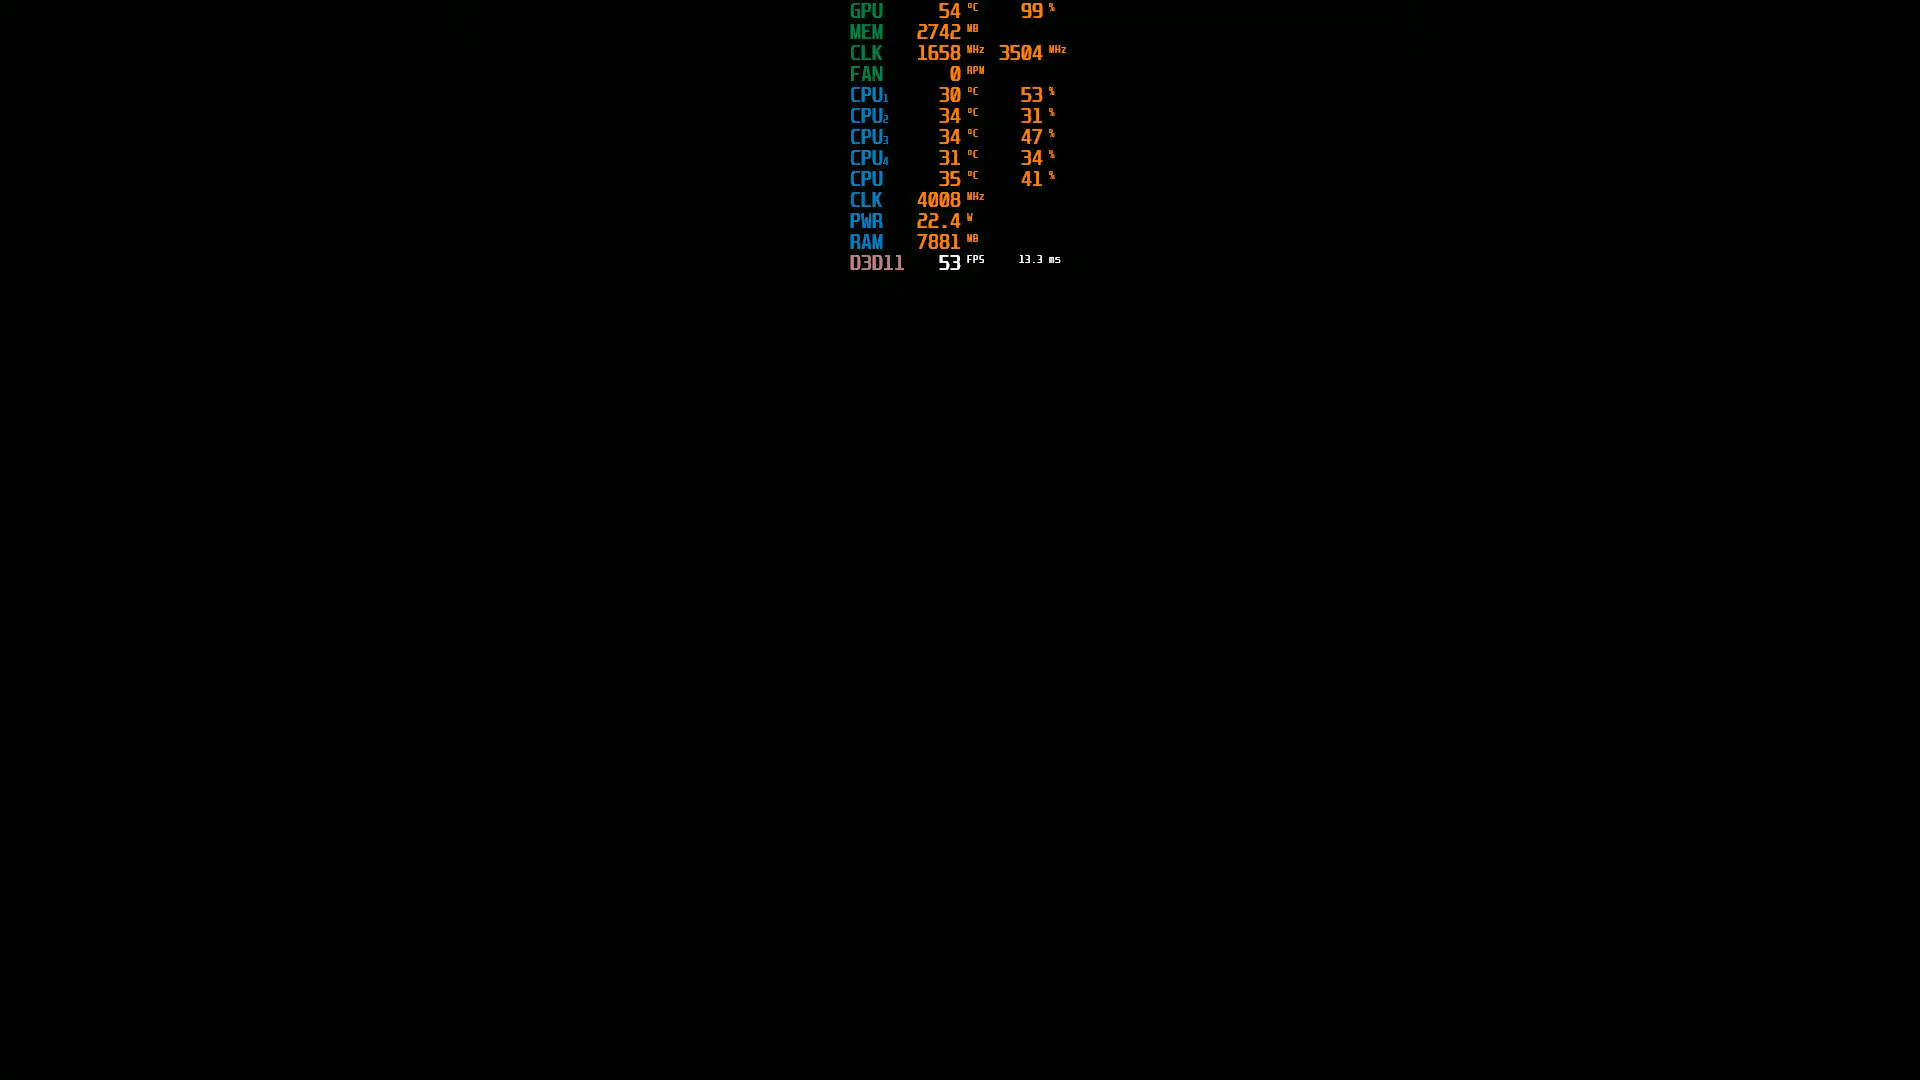 GPU 54 °C 99 %
MEM 2742 MB
CLK 1658 MHz 3504 MHz
FAN 0 RPM
CPU1 30 °C 53 %
CPU2 34 °C 31 %
CPU3 34 °C 47 %
CPU4 31 °C 34 %
CPU 35 °C 41 %
CLK 4008 MHz
PWR 22.4 W
RAM 7881 MB
D3D11 53 FPS 13.3 ms